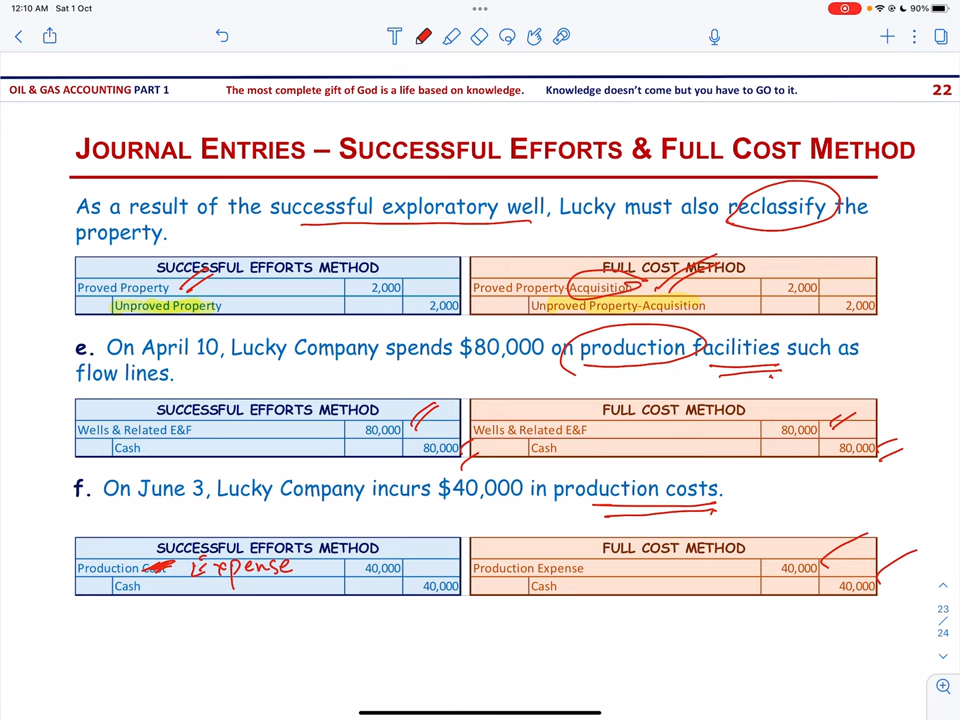 12:10 AM Sat 1 Oct
90%
OIL & GAS ACCOUNTING PART 1 The most complete gift of God is a life based on knowledge. Knowledge doesn't come but you have to GO to it. 22
JOURNAL ENTRIES – SUCCESSFUL EFFORTS & FULL COST METHOD
As a result of the successful exploratory well, Lucky must also reclassify the
property.
SUCCESSFUL EFFORTS METHOD
Proved Property 2,000
Unproved Property 2,000
FULL COST METHOD
Proved Property-Acquisition 2,000
Unproved Property-Acquisition 2,000
e. On April 10, Lucky Company spends $80,000 on production facilities such as
flow lines.
SUCCESSFUL EFFORTS METHOD
Wells & Related E&F 80,000
Cash 80,000
FULL COST METHOD
Wells & Related E&F 80,000
Cash 80,000
f. On June 3, Lucky Company incurs $40,000 in production costs.
SUCCESSFUL EFFORTS METHOD
Production Expense 40,000
Cash 40,000
FULL COST METHOD
Production Expense 40,000
Cash 40,000
23
/
24